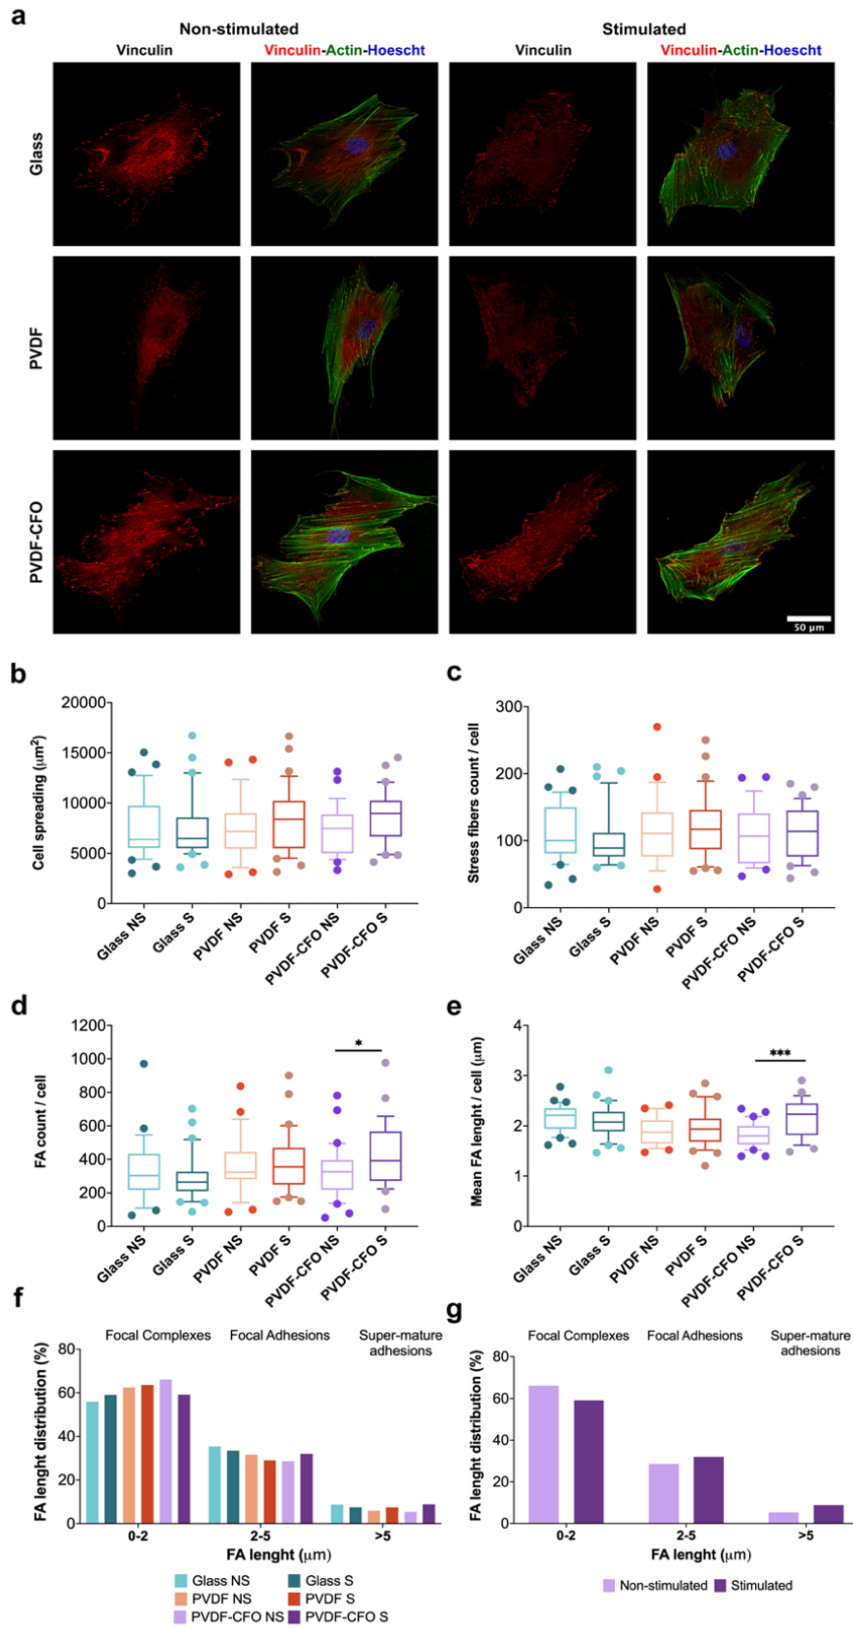 a
Non-stimulated
Stimulated
Vinculin
Vinculin-Actin-Hoescht
Vinculin
Vinculin-Actin-Hoescht
Glass
PVDF
PVDF-CFO
50 µm
b
Cell spreading (µm²)
20000
15000
10000
5000
0
Glass NS
Glass S
PVDF NS
PVDF S
PVDF-CFO NS
PVDF-CFO S
c
Stress fibers count / cell
300
200
100
0
Glass NS
Glass S
PVDF NS
PVDF S
PVDF-CFO NS
PVDF-CFO S
d
FA count / cell
1200
1000
800
600
400
200
0
*
Glass NS
Glass S
PVDF NS
PVDF S
PVDF-CFO NS
PVDF-CFO S
e
Mean FA lenght / cell (µm)
4
3
2
1
0
***
Glass NS
Glass S
PVDF NS
PVDF S
PVDF-CFO NS
PVDF-CFO S
f
Focal Complexes
Focal Adhesions
Super-mature
adhesions
FA lenght distribution (%)
80
60
40
20
0
0-2
2-5
>5
FA lenght (µm)
Glass NS
Glass S
PVDF NS
PVDF S
PVDF-CFO NS
PVDF-CFO S
g
Focal Complexes
Focal Adhesions
Super-mature
adhesions
FA lenght distribution (%)
80
60
40
20
0
0-2
2-5
>5
FA lenght (µm)
Non-stimulated
Stimulated